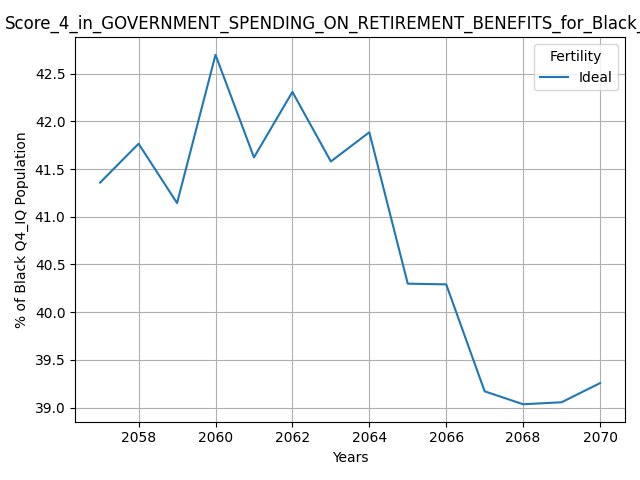 Score_4_in_GOVERNMENT_SPENDING_ON_RETIREMENT_BENEFITS_for_Black_
Fertility
Ideal
42.5
42.0
41.5
41.0
40.5
40.0
39.5
39.0
% of Black Q4_IQ Population
2058 2060 2062 2064 2066 2068 2070
Years